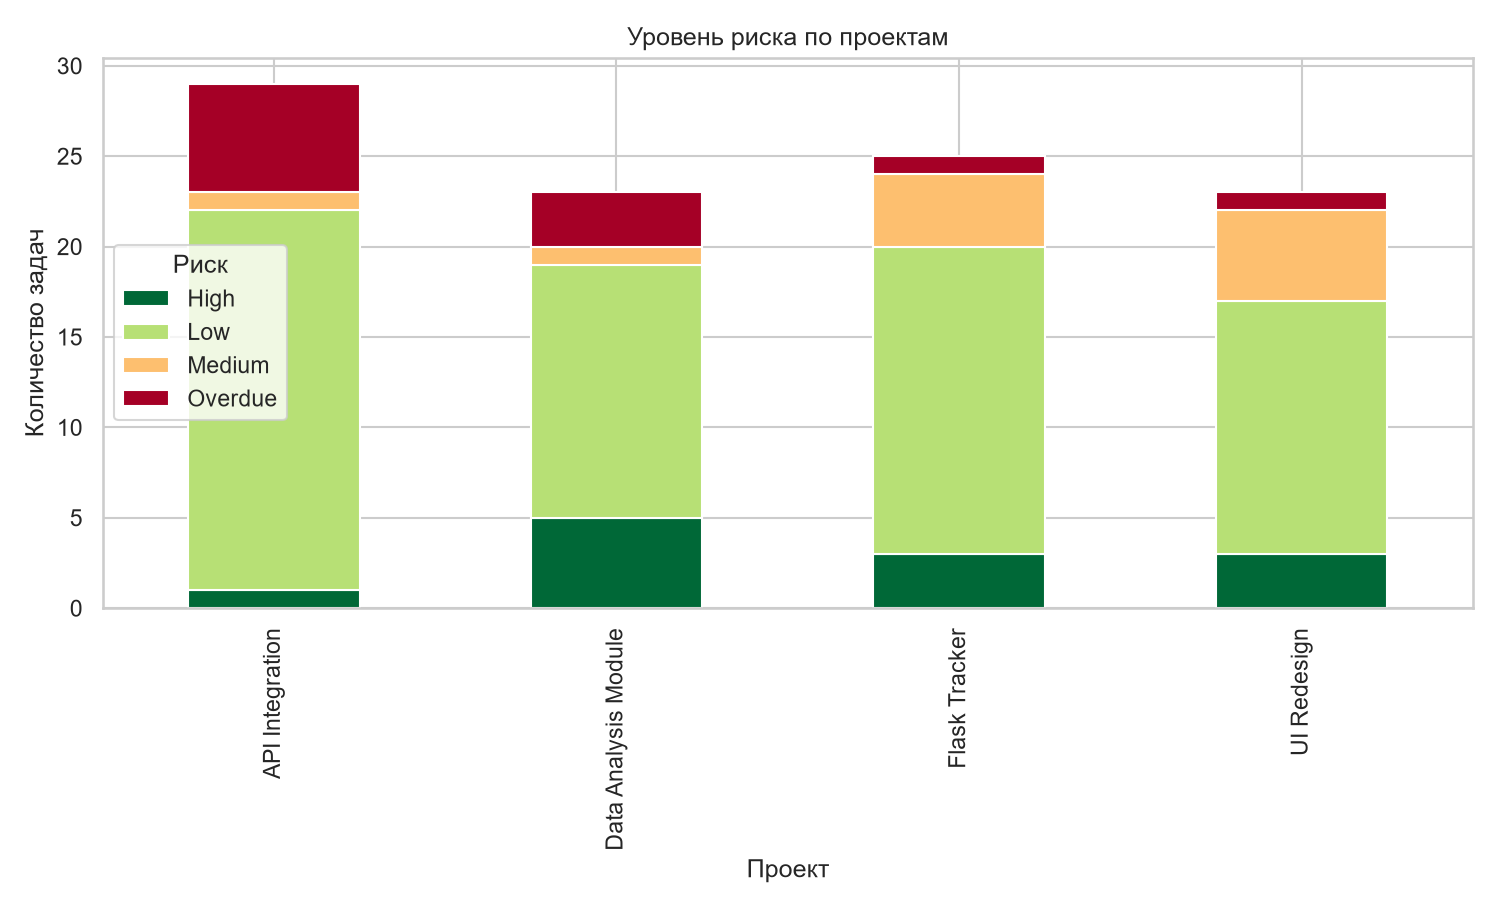 Уровень риска по проектам
Количество задач
30
25
20
15
10
5
0
Риск
High
Low
Medium
Overdue
API Integration
Data Analysis Module
Flask Tracker
UI Redesign
Проект